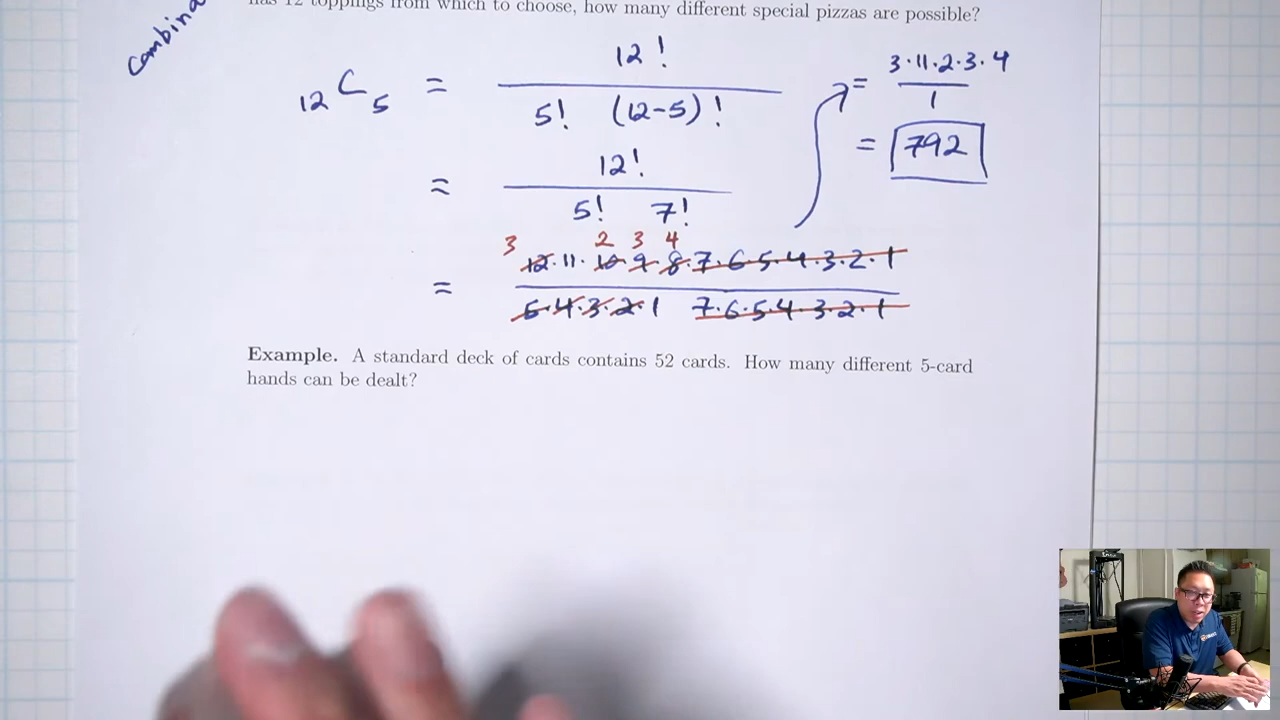 has 12 toppings from which to choose, how many different special pizzas are possible?
Combina
₁₂C₅ = 12! / 5! (12-5)!
= 12! / 5! 7!
3 2 3 4
= 12·11·10·9·8·7·6·5·4·3·2·1 / 5·4·3·2·1 7·6·5·4·3·2·1
= 3·11·2·3·4 / 1
= 792
Example. A standard deck of cards contains 52 cards. How many different 5-card
hands can be dealt?